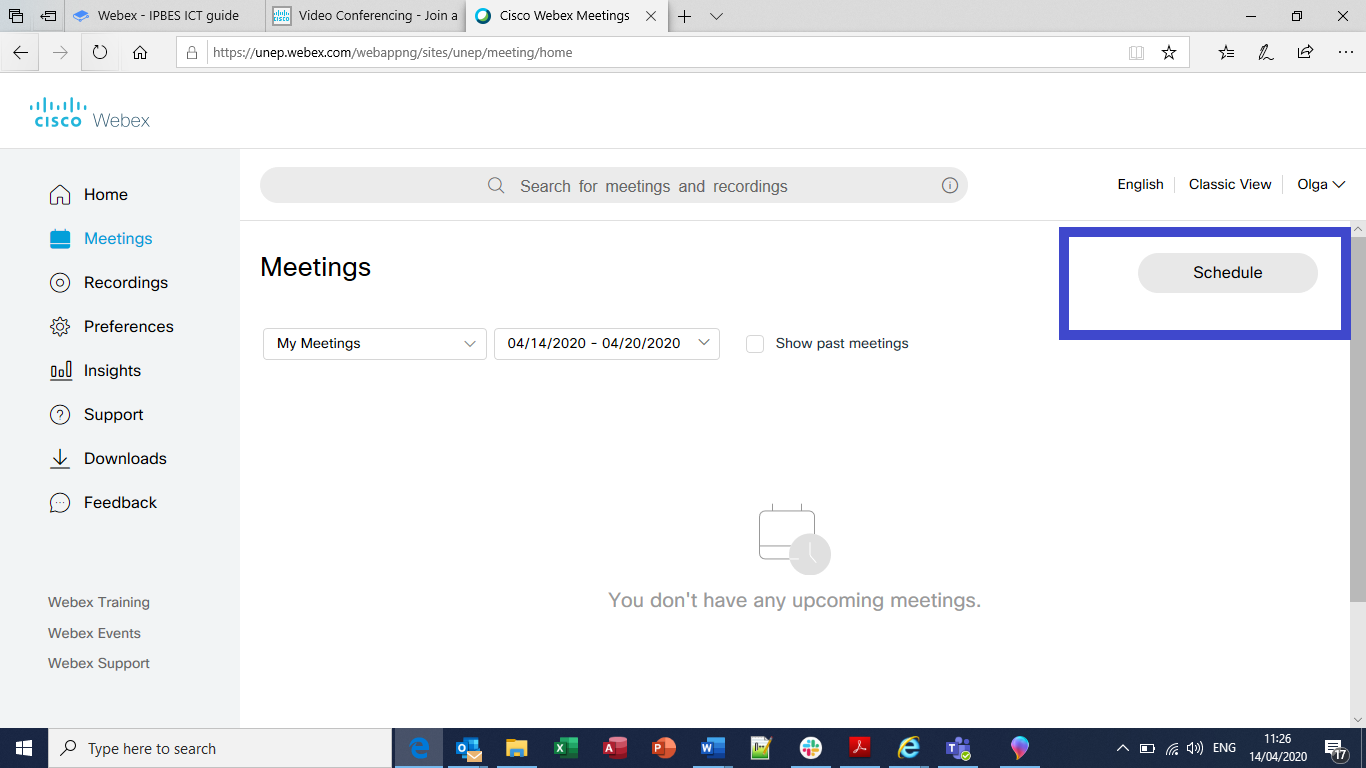 Webex - IPBES ICT guide
Video Conferencing - Join a
Cisco Webex Meetings
https://unep.webex.com/webappng/sites/unep/meeting/home
cisco Webex
Search for meetings and recordings
English
Classic View
Olga
Home
Meetings
Recordings
Preferences
Insights
Support
Downloads
Feedback
Webex Training
Webex Events
Webex Support
Meetings
Schedule
My Meetings
04/14/2020 - 04/20/2020
Show past meetings
You don't have any upcoming meetings.
Type here to search
ENG
11:26
14/04/2020
17